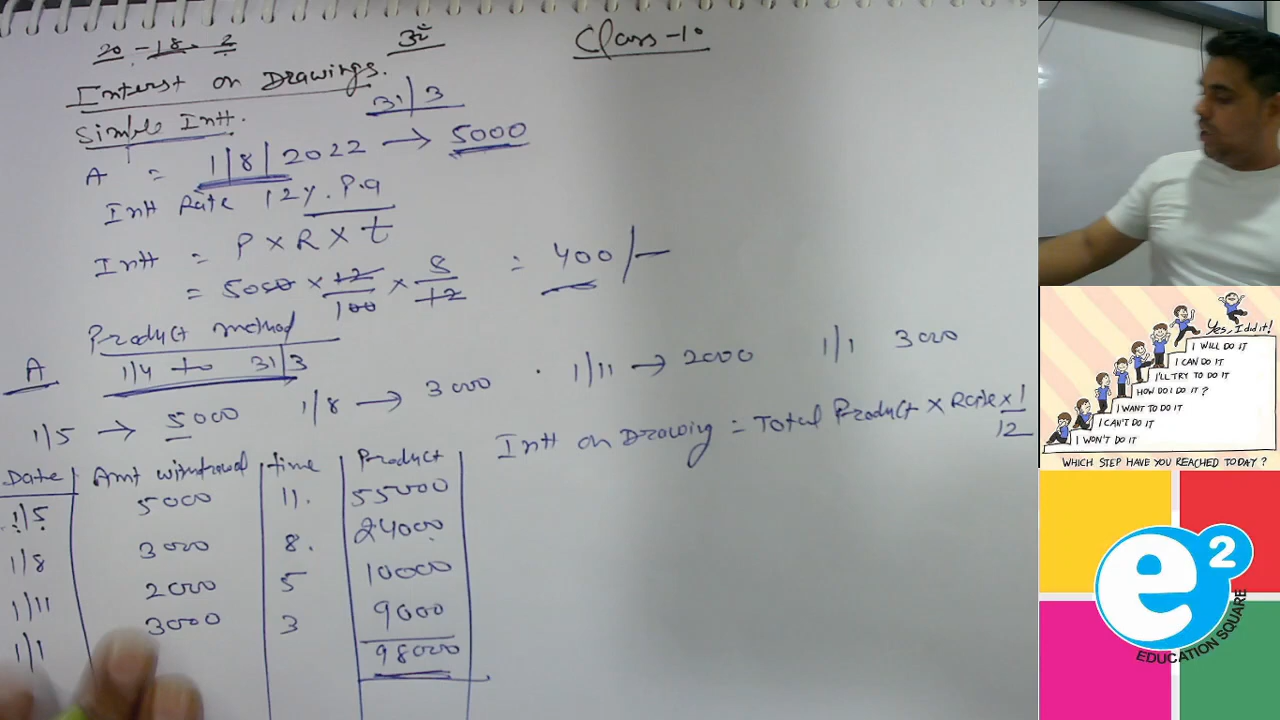 20 - 18 - 2
32
Class-10
Interst on Drawings.
31/3
Simple Intt.
A = 1/8/2022 → 5000
Intt Rate 12%. P.a
Intt = P × R × t
= 5000 × 12/100 × 8/12 = 400/-
Product method
A 1/4 to 31/3
1/5 → 5000 1/8 → 3000 · 1/11 → 2000 1/1 3000
Intt on Drawing = Total Product × Rate × 1/12
Date Amt withdrawal time Product
1/5 5000 11. 55000
1/8 3000 8. 24000
1/11 2000 5 10000
1/1 3000 3 9000
98000
Yes, I did it!
I WILL DO IT
I CAN DO IT
I'LL TRY TO DO IT
HOW DO I DO IT?
I WANT TO DO IT
I CAN'T DO IT
I WON'T DO IT
WHICH STEP HAVE YOU REACHED TODAY?
e2
EDUCATION SQUARE